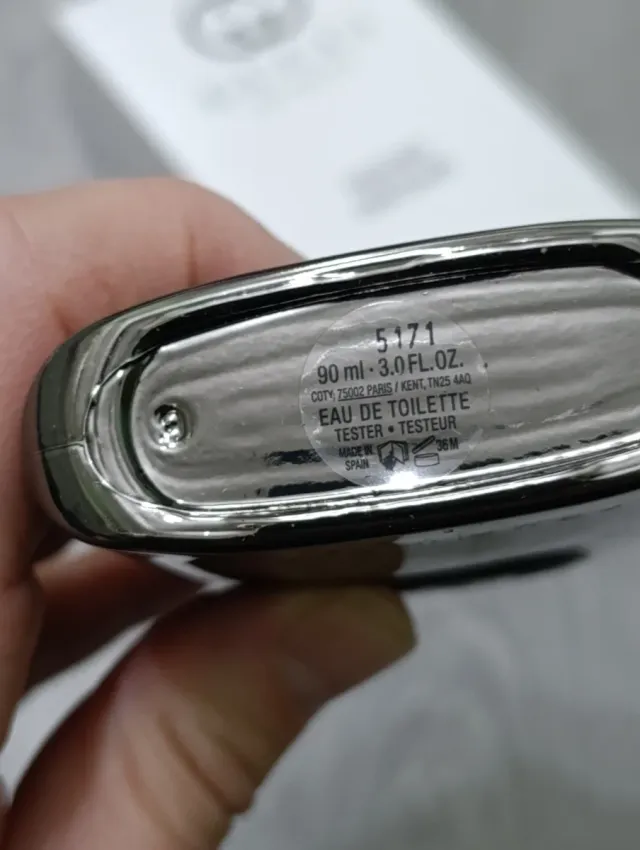 5171
90 ml · 3.0 FL.OZ.
COTY, 75002 PARIS / KENT, TN25 4AQ
EAU DE TOILETTE
TESTER • TESTEUR
MADE IN
SPAIN
36 M